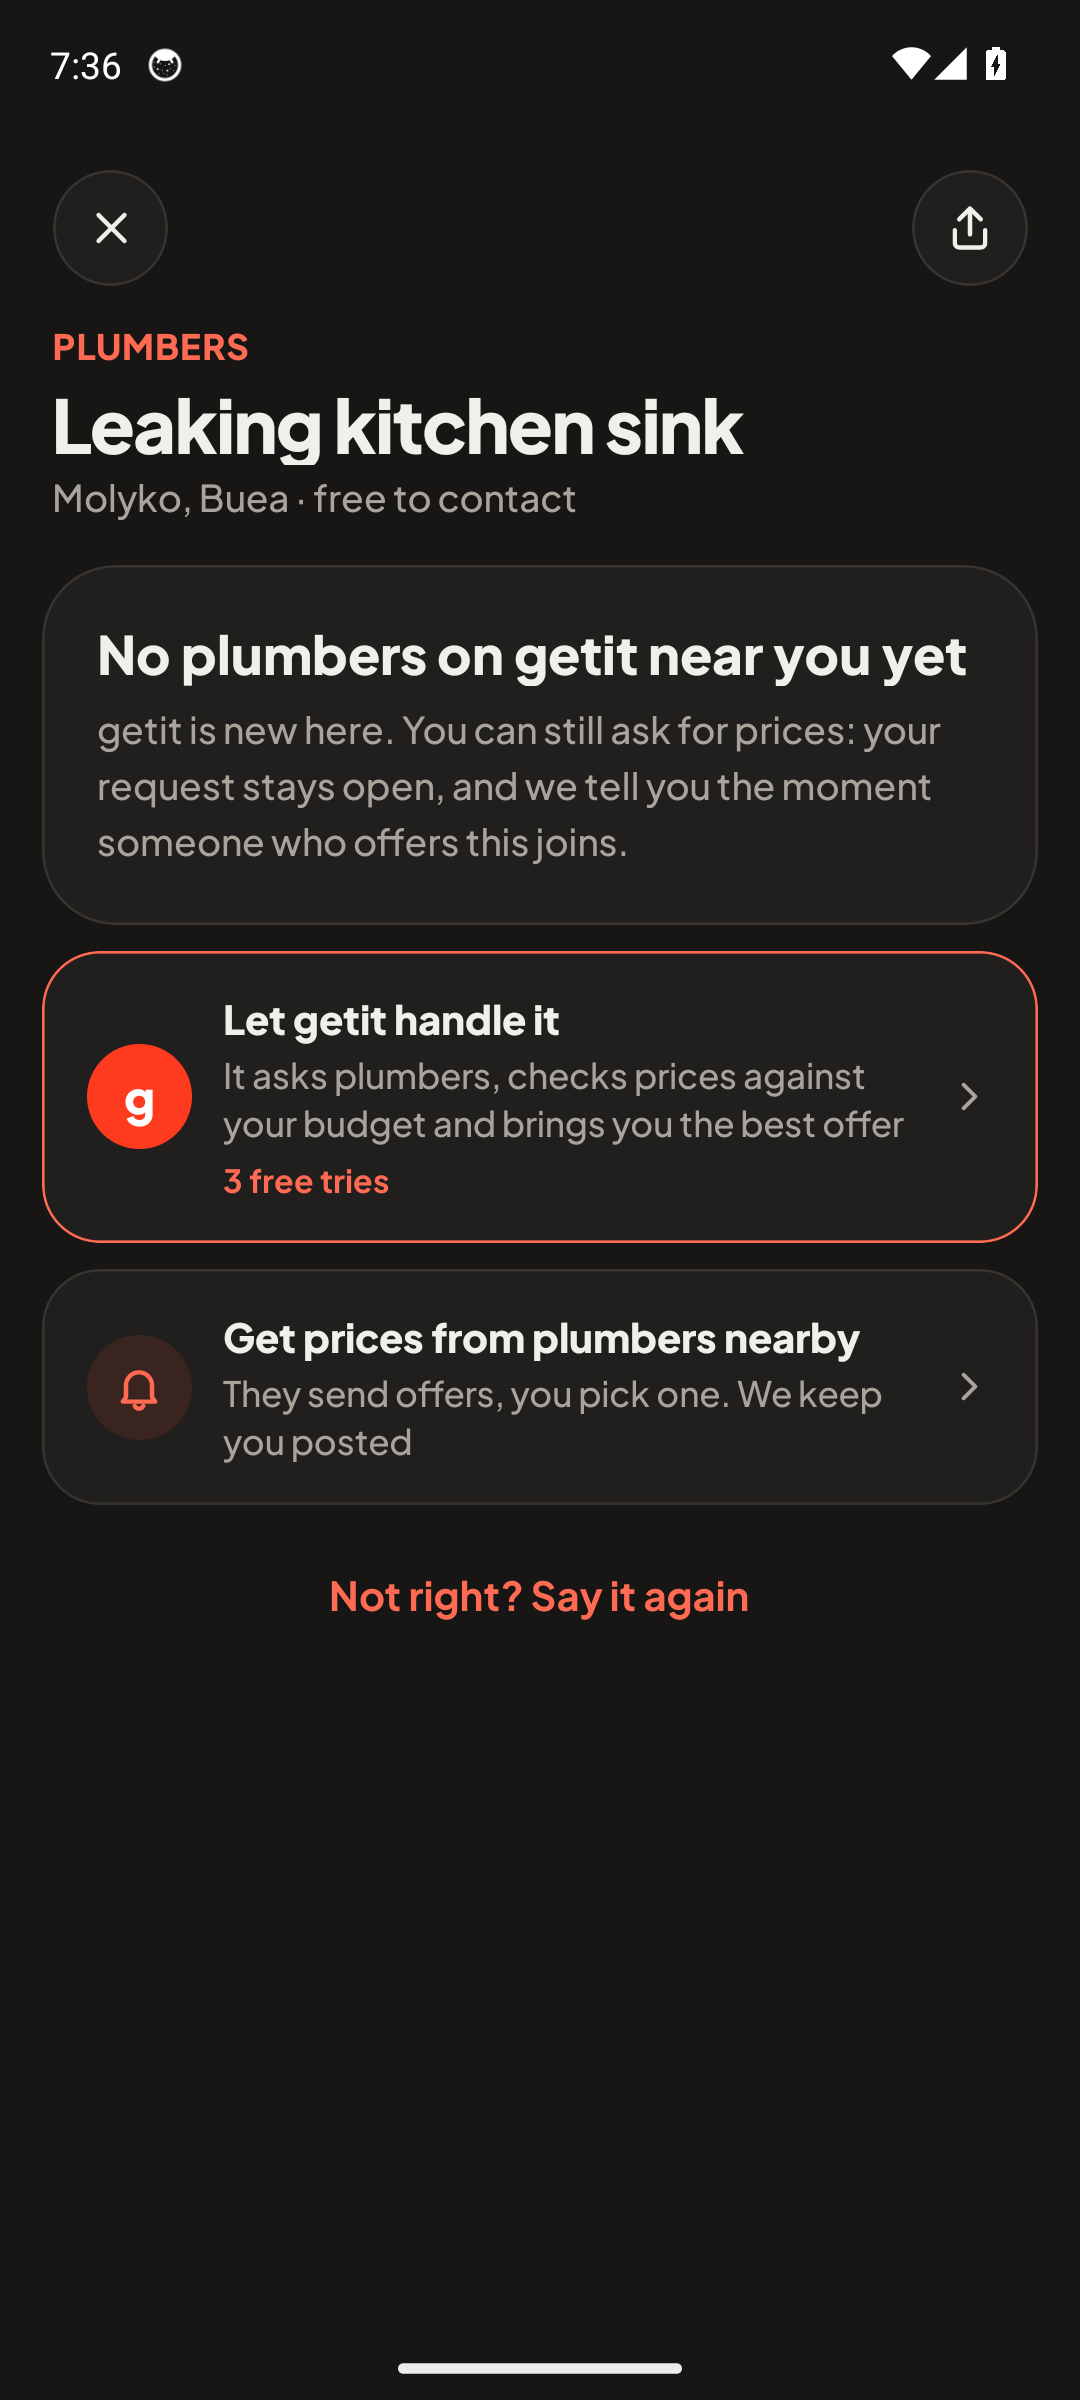 7:36
PLUMBERS
Leaking kitchen sink
Molyko, Buea · free to contact
No plumbers on getit near you yet
getit is new here. You can still ask for prices: your
request stays open, and we tell you the moment
someone who offers this joins.
Let getit handle it
g
It asks plumbers, checks prices against
your budget and brings you the best offer
3 free tries
Get prices from plumbers nearby
They send offers, you pick one. We keep
you posted
Not right? Say it again